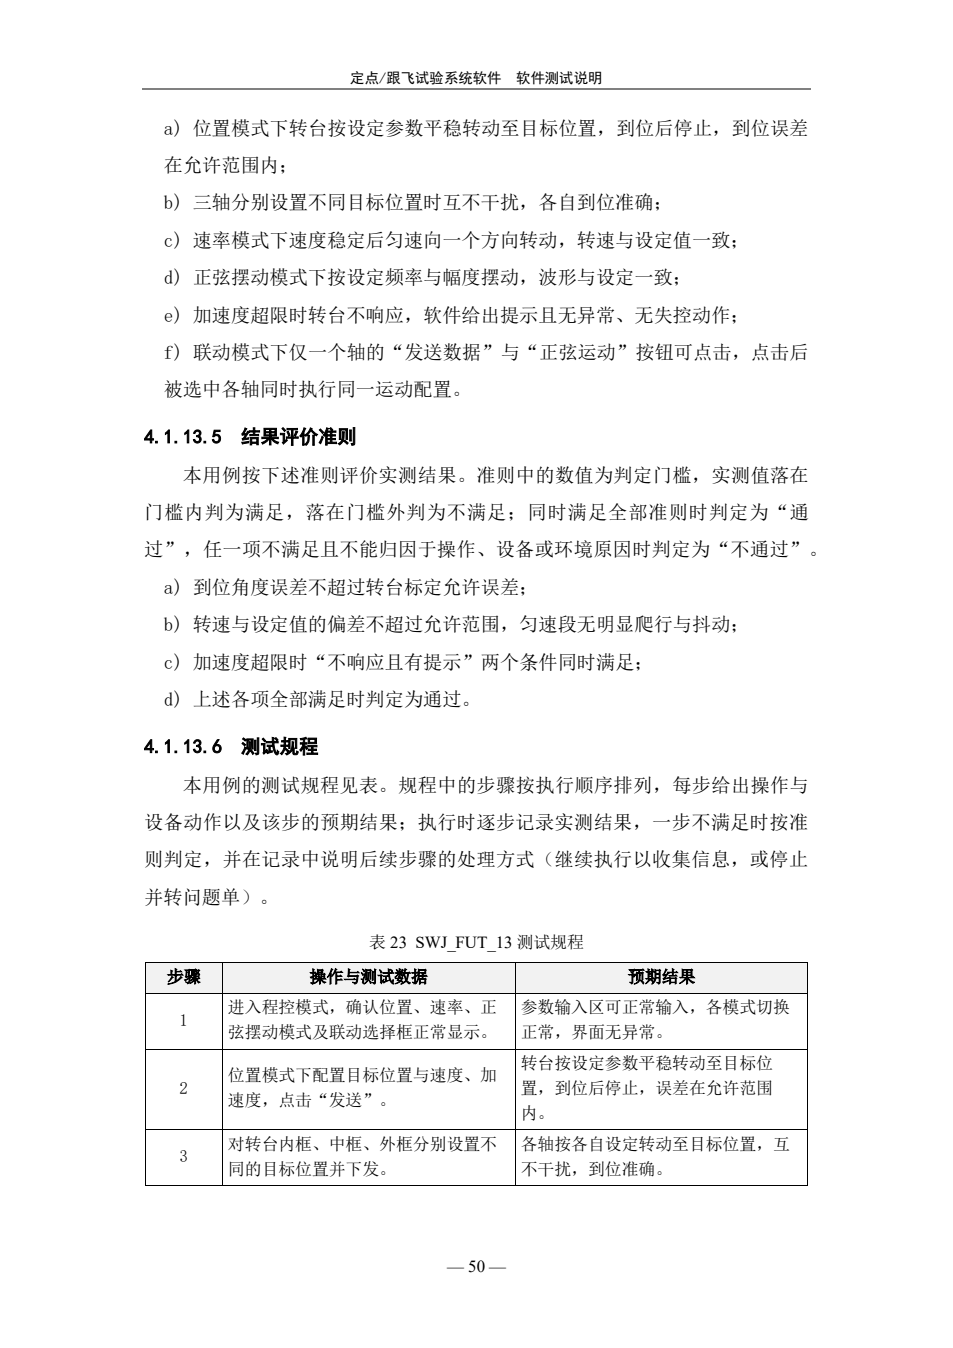 定点/跟飞试验系统软件　软件测试说明
a) 位置模式下转台按设定参数平稳转动至目标位置，到位后停止，到位误差
在允许范围内；
b) 三轴分别设置不同目标位置时互不干扰，各自到位准确；
c) 速率模式下速度稳定后匀速向一个方向转动，转速与设定值一致；
d) 正弦摆动模式下按设定频率与幅度摆动，波形与设定一致；
e) 加速度超限时转台不响应，软件给出提示且无异常、无失控动作；
f) 联动模式下仅一个轴的“发送数据”与“正弦运动”按钮可点击，点击后
被选中各轴同时执行同一运动配置。
4.1.13.5 结果评价准则
本用例按下述准则评价实测结果。准则中的数值为判定门槛，实测值落在
门槛内判为满足，落在门槛外判为不满足；同时满足全部准则时判定为“通
过”，任一项不满足且不能归因于操作、设备或环境原因时判定为“不通过”。
a) 到位角度误差不超过转台标定允许误差；
b) 转速与设定值的偏差不超过允许范围，匀速段无明显爬行与抖动；
c) 加速度超限时“不响应且有提示”两个条件同时满足；
d) 上述各项全部满足时判定为通过。
4.1.13.6 测试规程
本用例的测试规程见表。规程中的步骤按执行顺序排列，每步给出操作与
设备动作以及该步的预期结果；执行时逐步记录实测结果，一步不满足时按准
则判定，并在记录中说明后续步骤的处理方式（继续执行以收集信息，或停止
并转问题单）。
表 23 SWJ_FUT_13 测试规程
步骤 操作与测试数据 预期结果
1
进入程控模式，确认位置、速率、正
弦摆动模式及联动选择框正常显示。
参数输入区可正常输入，各模式切换
正常，界面无异常。
2
位置模式下配置目标位置与速度、加
速度，点击“发送”。
转台按设定参数平稳转动至目标位
置，到位后停止，误差在允许范围
内。
3
对转台内框、中框、外框分别设置不
同的目标位置并下发。
各轴按各自设定转动至目标位置，互
不干扰，到位准确。
— 50 —